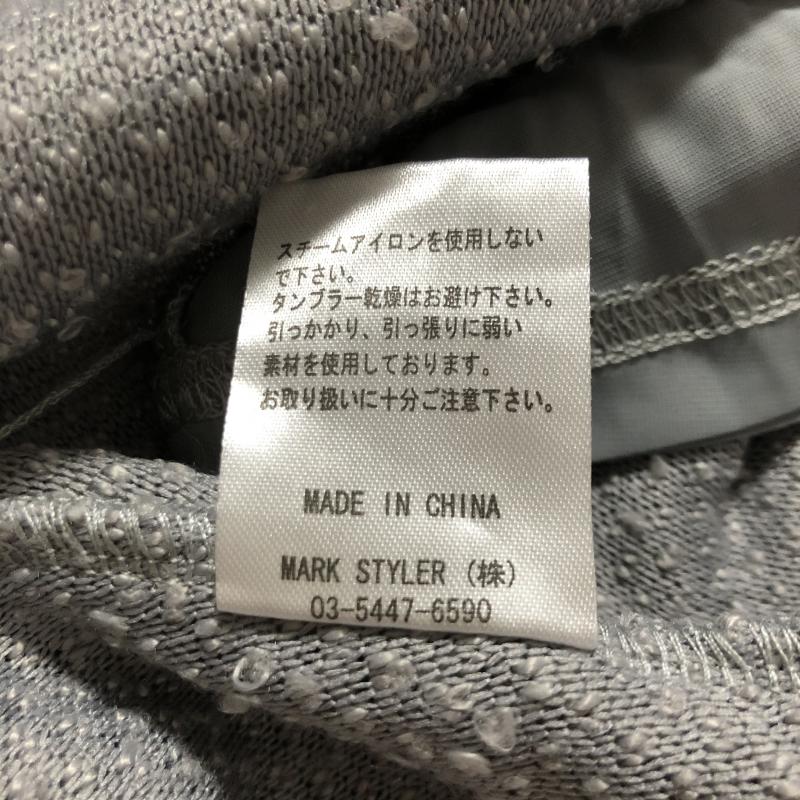 スチームアイロンを使用しない
で下さい。
タンブラー乾燥はお避け下さい。
引っかかり、引っ張りに弱い
素材を使用しております。
お取り扱いに十分ご注意下さい。
MADE IN CHINA
MARK STYLER (株)
03-5447-6590